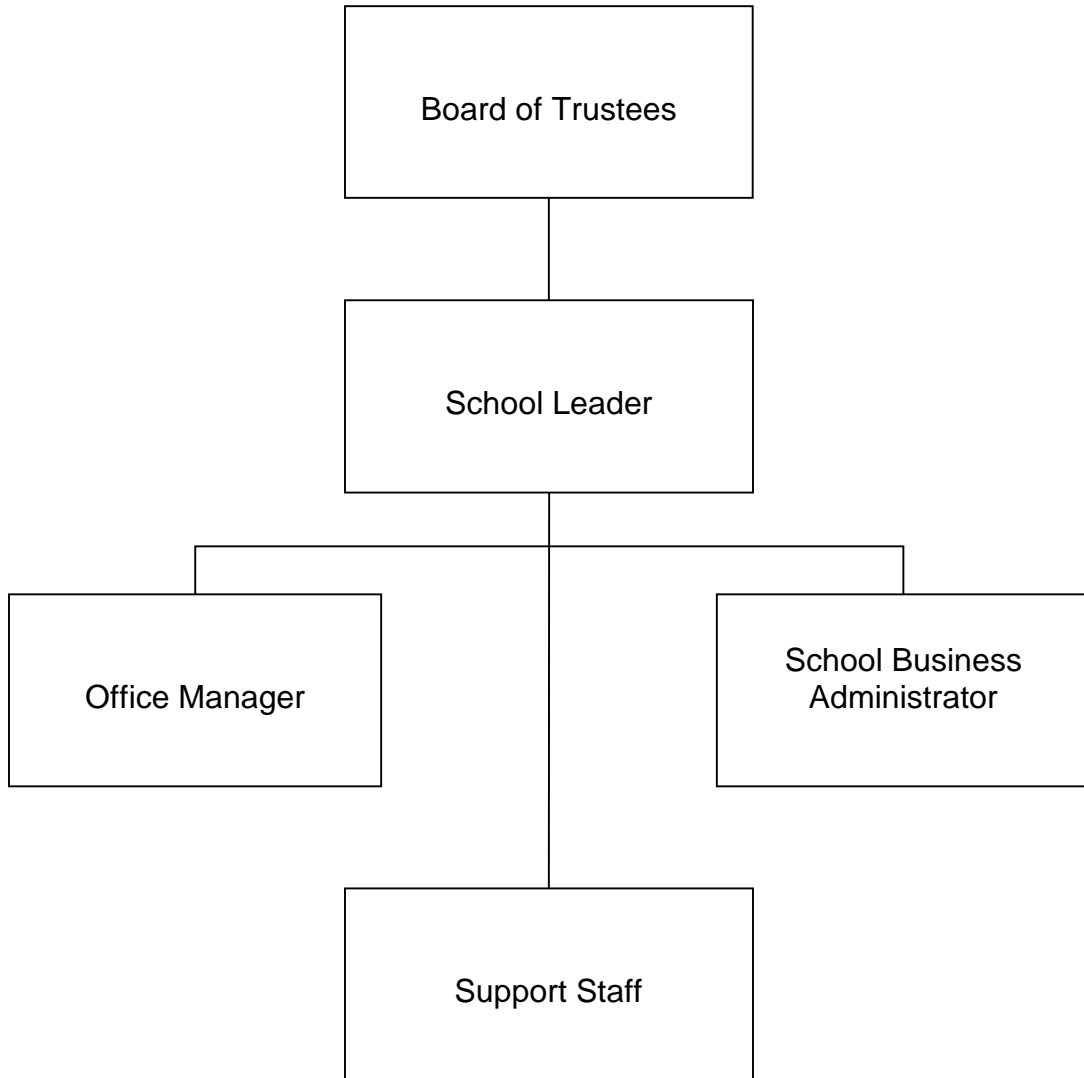 Board of Trustees
School Leader
Office Manager
School Business
Administrator
Support Staff